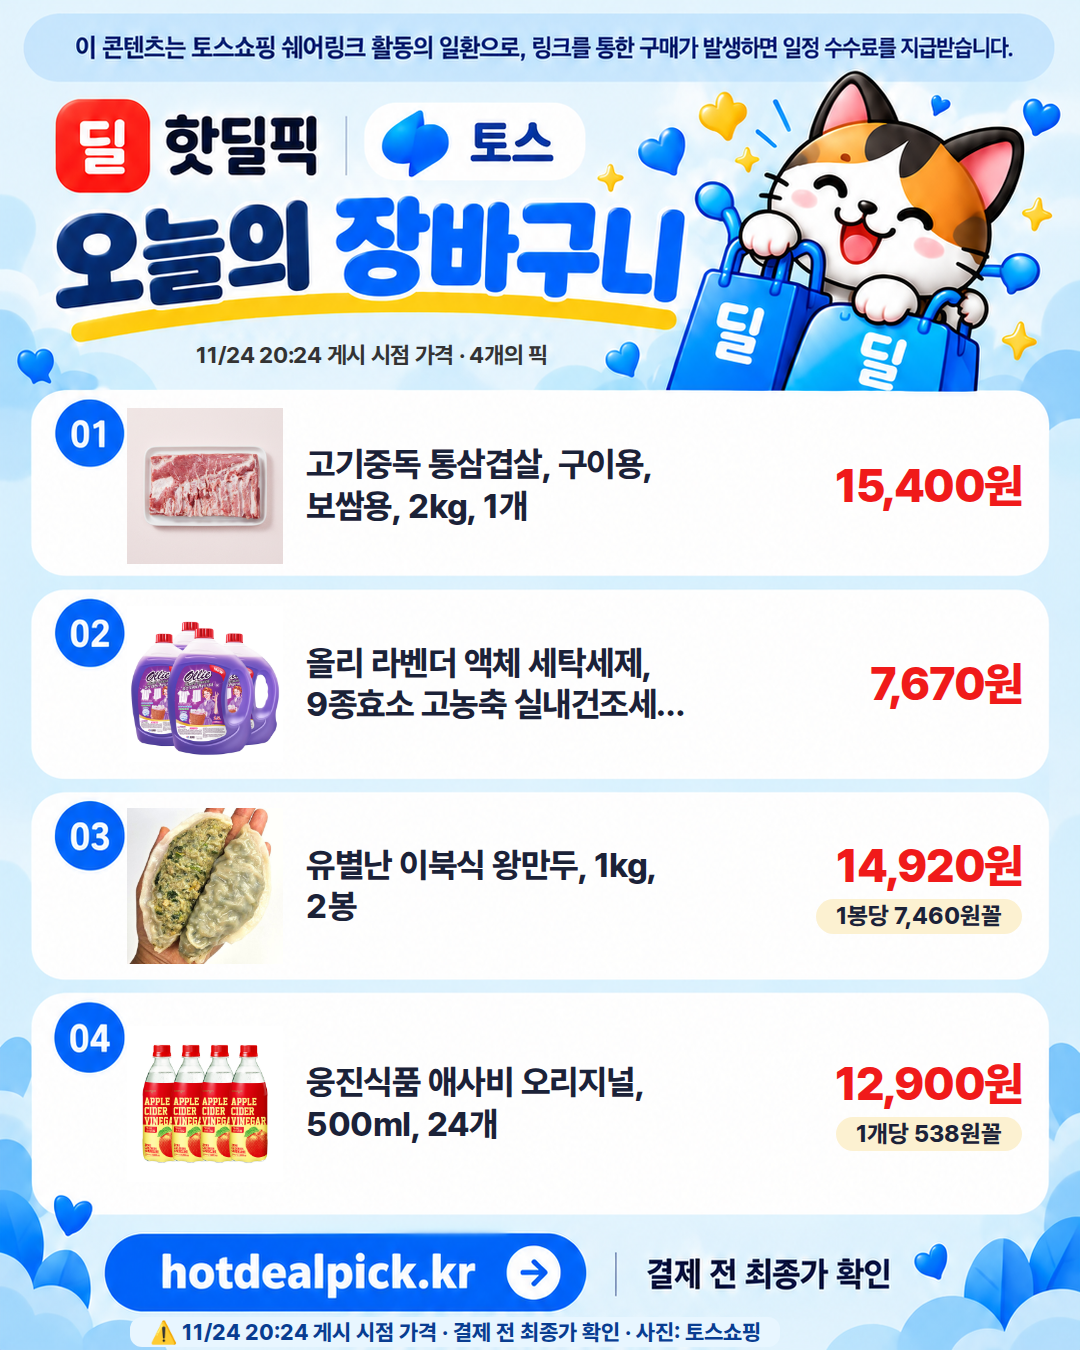 이 콘텐츠는 토스쇼핑 쉐어링크 활동의 일환으로, 링크를 통한 구매가 발생하면 일정 수수료를 지급받습니다.
딜 핫딜픽 토스
오늘의 장바구니
딜
딜
11/24 20:24 게시 시점 가격 · 4개의 픽
01
고기중독 통삼겹살, 구이용,
보쌈용, 2kg, 1개
15,400원
02
Ollie
올리 라벤더 액체 세탁세제,
9종효소 고농축 실내건조세...
7,670원
03
유별난 이북식 왕만두, 1kg,
2봉
14,920원
1봉당 7,460원꼴
04
APPLE APPLE APPLE APPLE
CIDER CIDER CIDER CIDER
VINEGAR
웅진식품 애사비 오리지널,
500ml, 24개
12,900원
1개당 538원꼴
hotdealpick.kr
결제 전 최종가 확인
⚠️ 11/24 20:24 게시 시점 가격 · 결제 전 최종가 확인 · 사진: 토스쇼핑